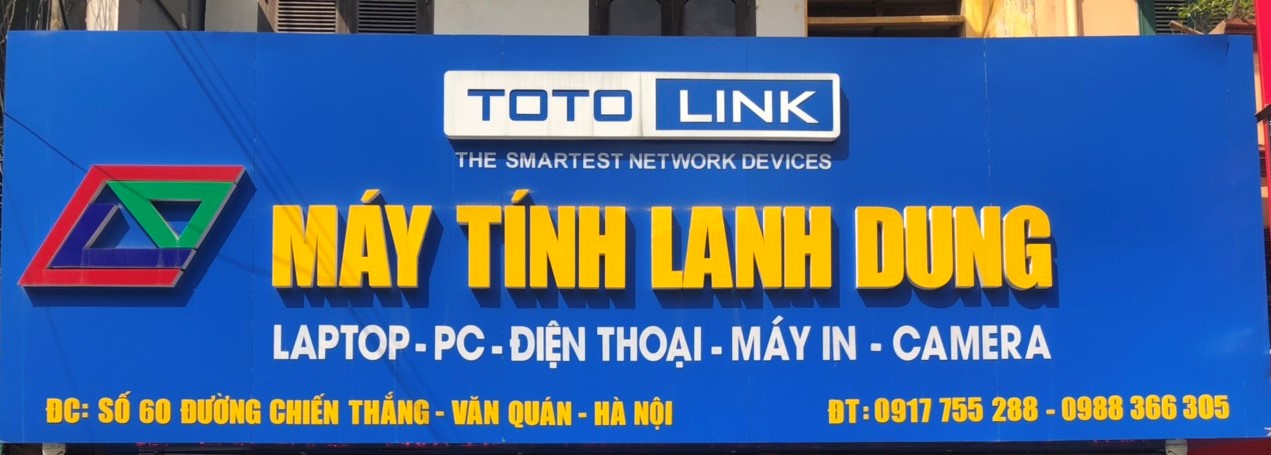 TOTO LINK
THE SMARTEST NETWORK DEVICES
MÁY TÍNH LANH DUNG
LAPTOP - PC - ĐIỆN THOẠI - MÁY IN - CAMERA
ĐC: SỐ 60 ĐƯỜNG CHIẾN THẮNG - VĂN QUÁN - HÀ NỘI
ĐT: 0917 755 288 - 0988 366 305